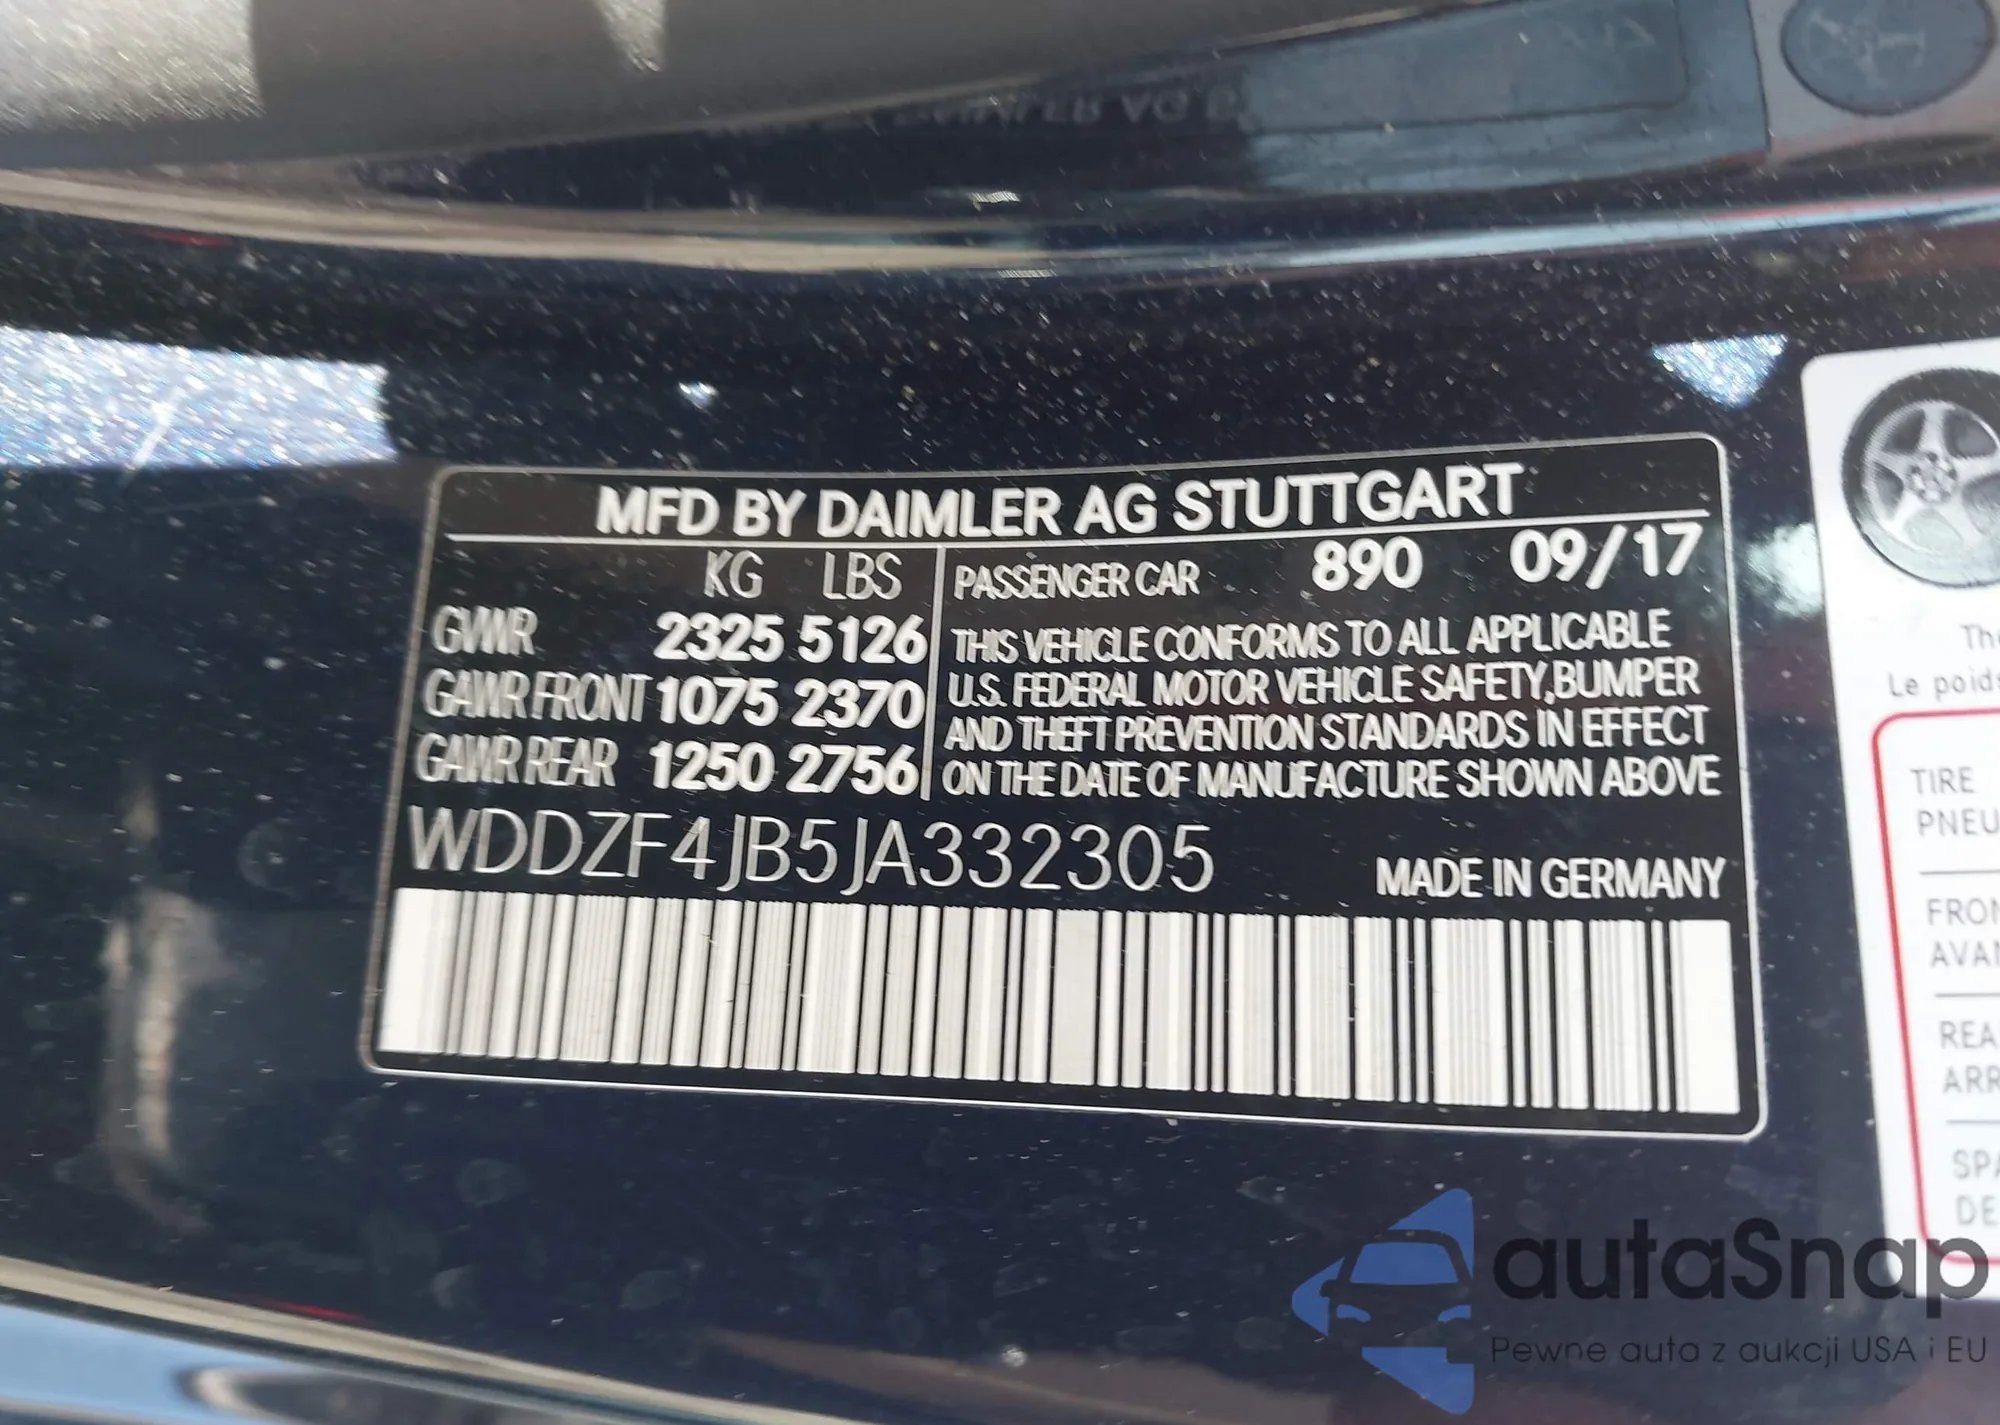 MFD BY DAIMLER AG STUTTGART
KG LBS
GVWR 2325 5126
GAWR FRONT 1075 2370
GAWR REAR 1250 2756
PASSENGER CAR 890 09/17
THIS VEHICLE CONFORMS TO ALL APPLICABLE
U.S. FEDERAL MOTOR VEHICLE SAFETY,BUMPER
AND THEFT PREVENTION STANDARDS IN EFFECT
ON THE DATE OF MANUFACTURE SHOWN ABOVE
WDDZF4JB5JA332305
MADE IN GERMANY
Le
TIRE
autaSnap
Pewne auta z aukcji USA i EU